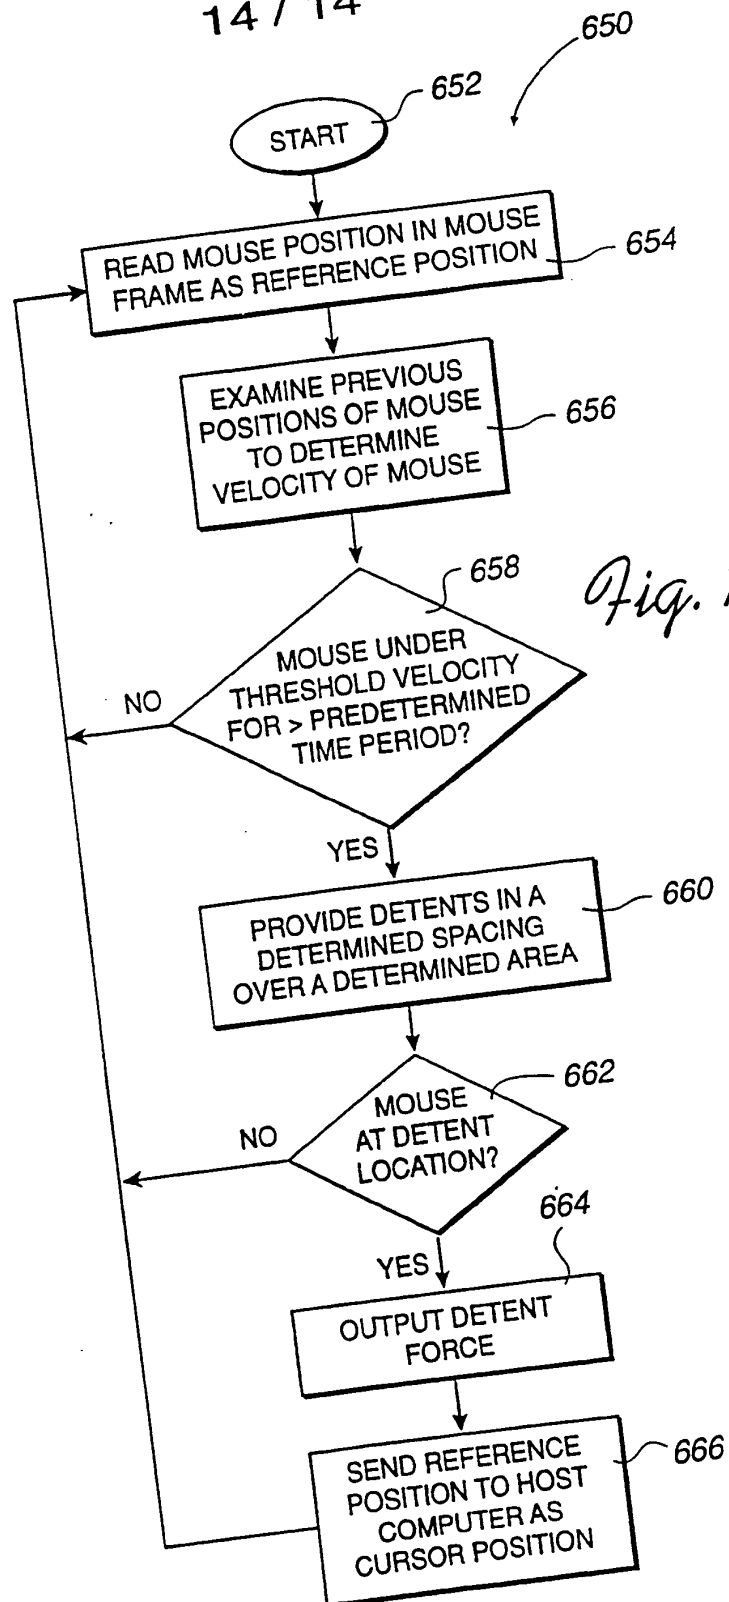 14 / 14
650
652
START
READ MOUSE POSITION IN MOUSE
FRAME AS REFERENCE POSITION
654
EXAMINE PREVIOUS
POSITIONS OF MOUSE
TO DETERMINE
VELOCITY OF MOUSE
656
658
Fig.
MOUSE UNDER
THRESHOLD VELOCITY
FOR > PREDETERMINED
TIME PERIOD?
NO
YES
PROVIDE DETENTS IN A
DETERMINED SPACING
OVER A DETERMINED AREA
660
662
MOUSE
AT DETENT
LOCATION?
NO
664
YES
OUTPUT DETENT
FORCE
SEND REFERENCE
POSITION TO HOST
COMPUTER AS
CURSOR POSITION
666